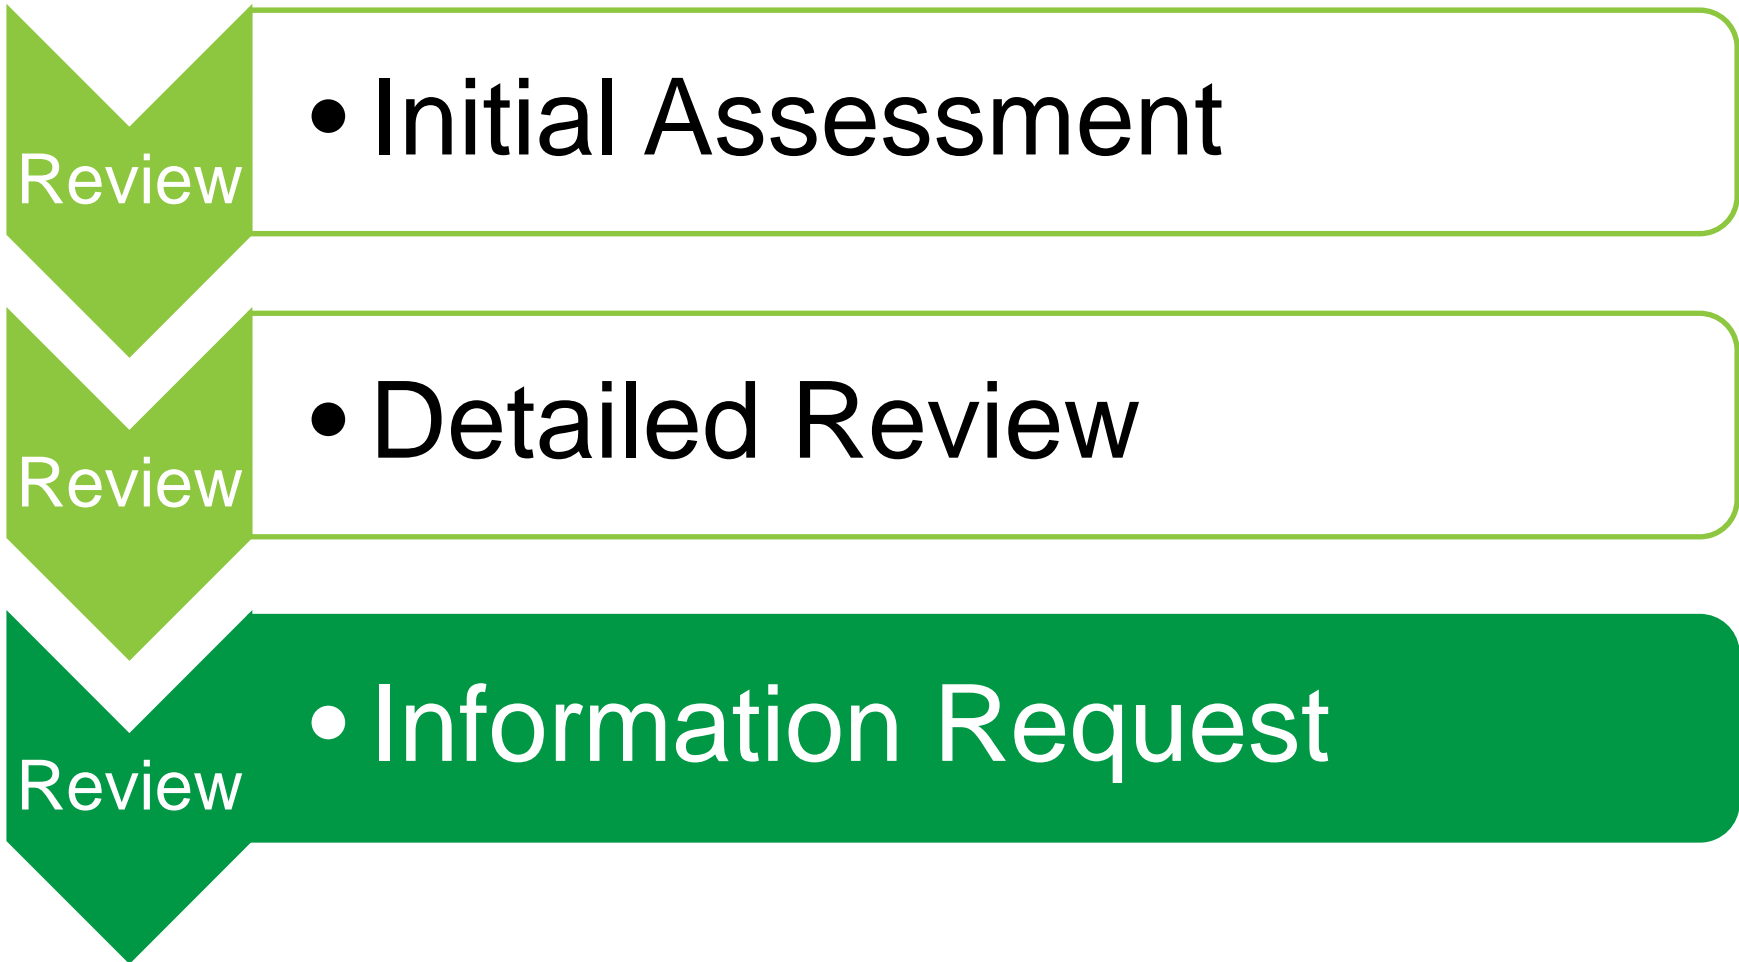 Review
• Initial Assessment
Review
• Detailed Review
Review
• Information Request